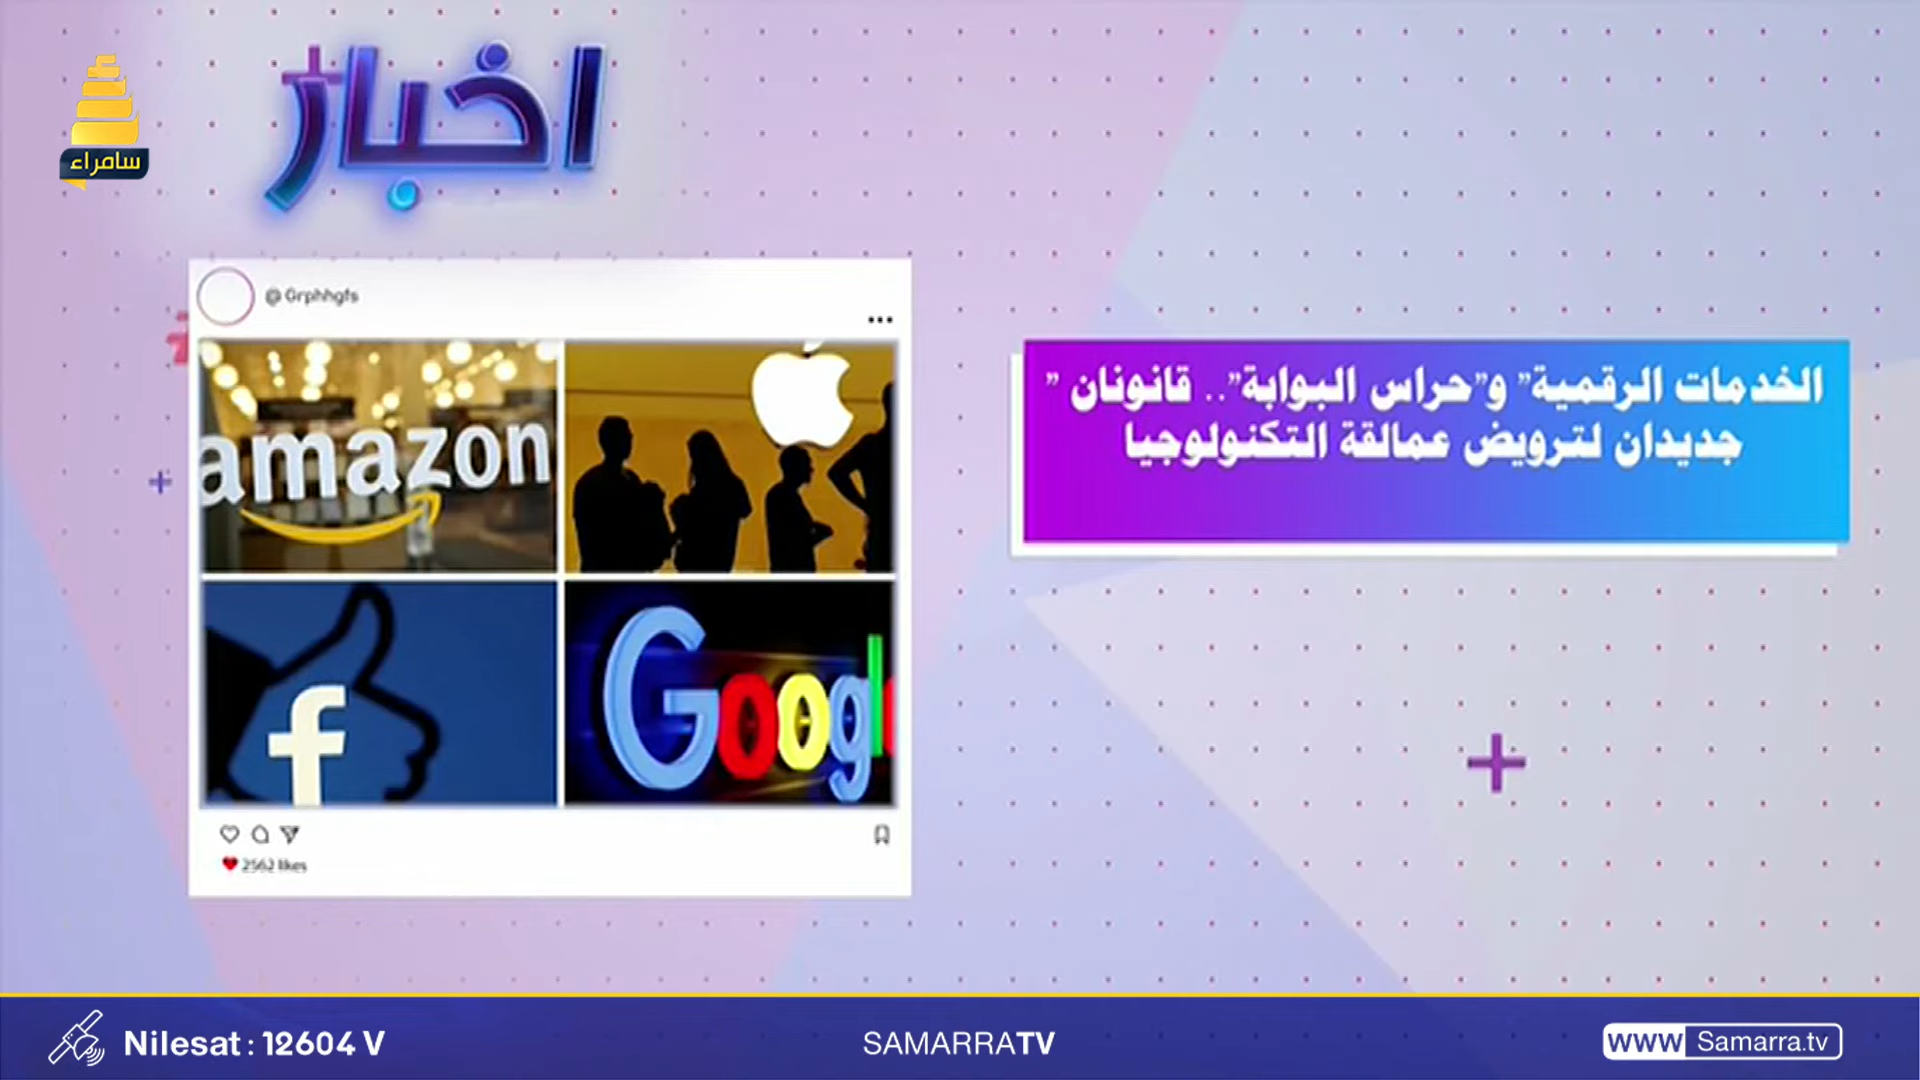 اخبار
سامراء
@ Grphhgfs
amazon
f
Googl
2562 likes
الخدمات الرقمية" و"حراس البوابة".. قانونان "
جديدان لترويض عمالقة التكنولوجيا
Nilesat : 12604 V
SAMARRATV
www Samarra.tv